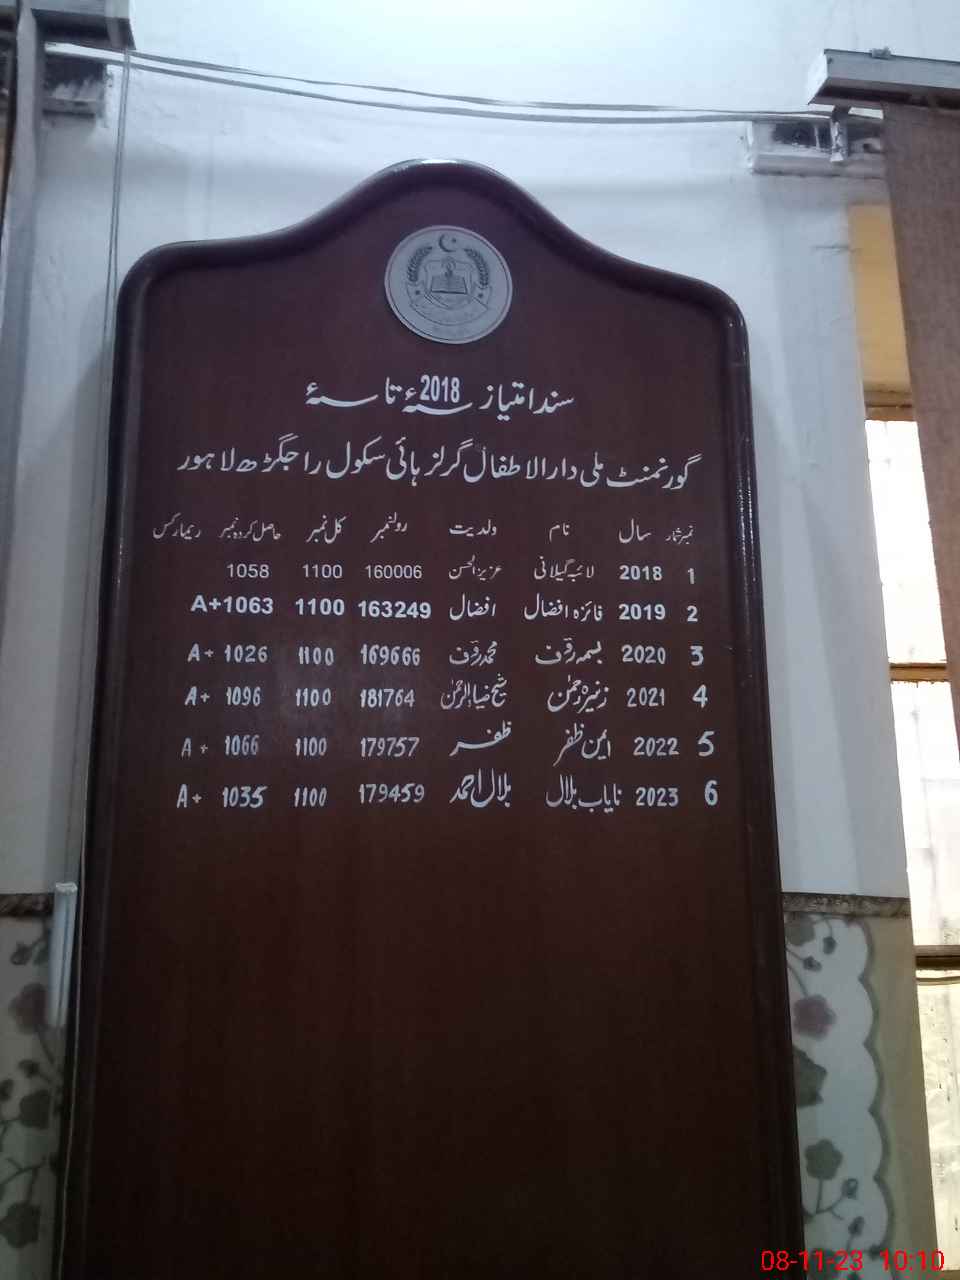 سند امتیاز 2018ء تا سنہء
گورنمنٹ ملی دارالاطفال گرلز ہائی سکول راجگڑھ لاہور
نمبر شمار سال نام ولدیت رولنمبر کل نمبر حاصل کردہ نمبر ریمارکس
1 2018 لائبہ گیلانی عزیز الحسن 160006 1100 1058
2 2019 فائزہ افضال افضال 163249 1100 1063 A+
3 2020 بسمہ رؤف محمد رؤف 169666 1100 1026 A+
4 2021 زنیرہ رحمٰن شیخ ضیاءالرحمٰن 181764 1100 1096 A+
5 2022 ایمن ظفر ظفر 179757 1100 1066 A+
6 2023 نایاب بلال بلال احمد 179459 1100 1035 A+
08-11-23 10:10